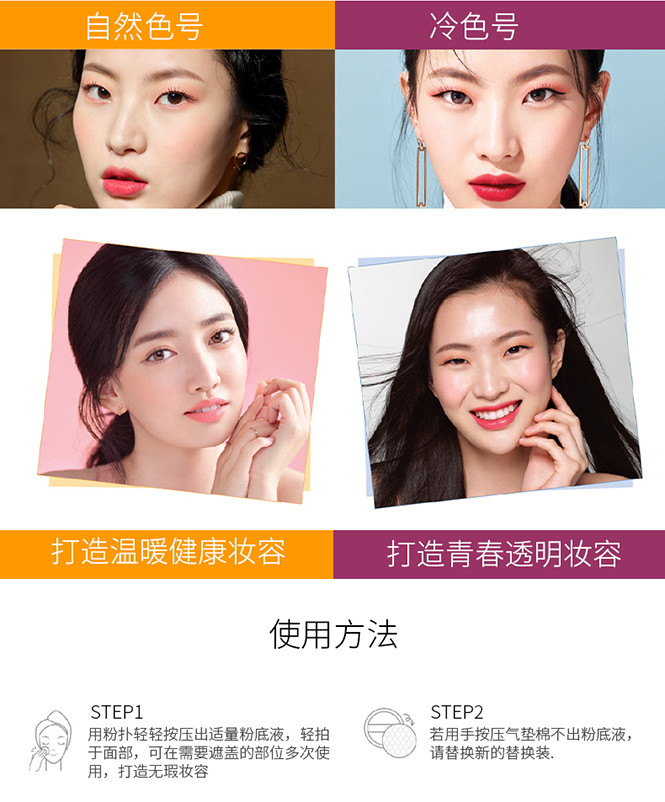 自然色号
冷色号
打造温暖健康妆容
打造青春透明妆容
使用方法
STEP1
用粉扑轻轻按压出适量粉底液，轻拍
于面部，可在需要遮盖的部位多次使
用，打造无瑕妆容
STEP2
若用手按压气垫棉不出粉底液，
请替换新的替换装.